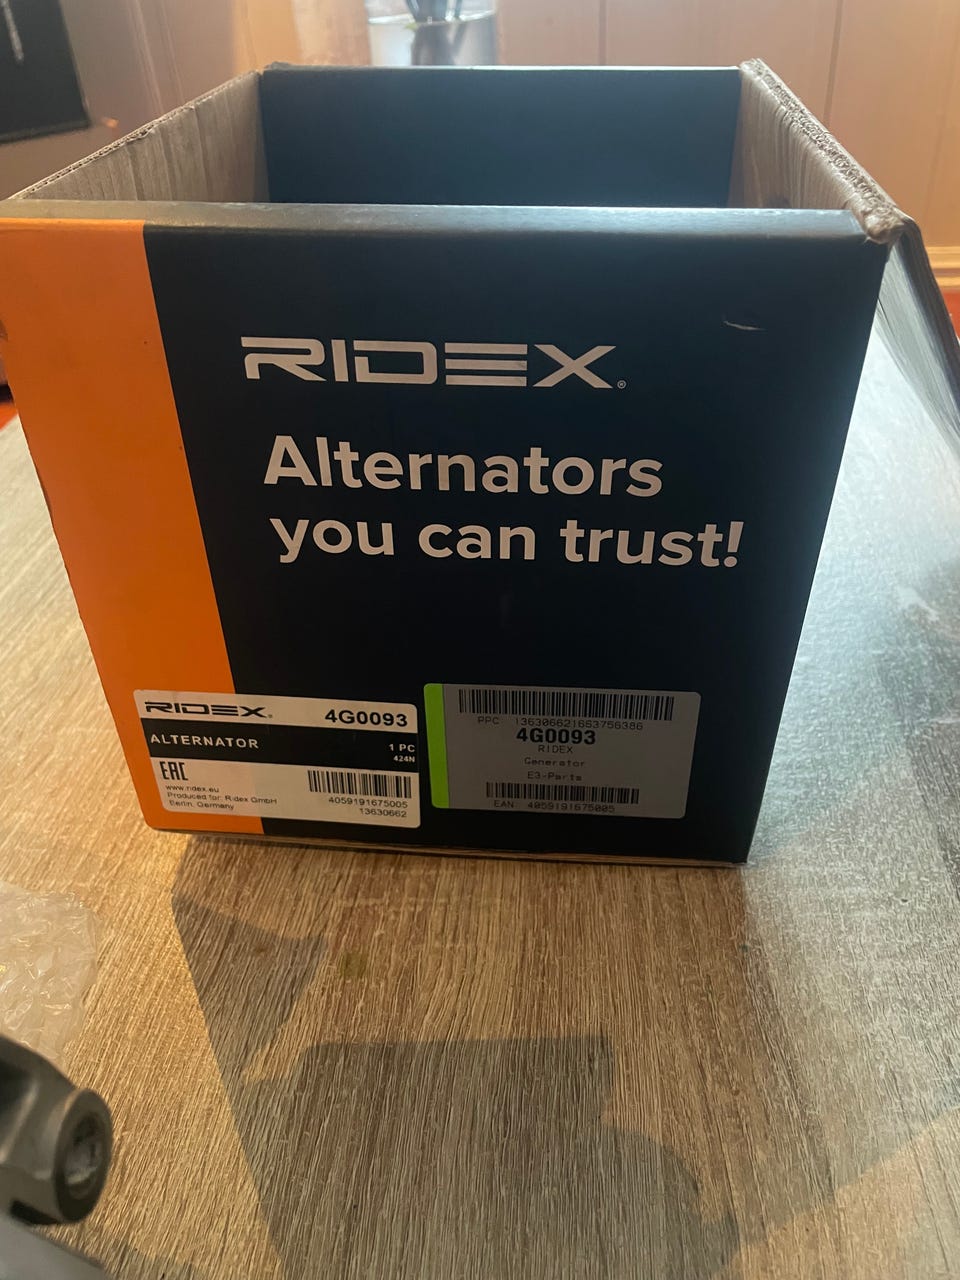 RIDEX®
Alternators
you can trust!
RIDEX® 4G0093
ALTERNATOR 1 PC
424N
EAC
www.ridex.eu
Produced for: Ridex GmbH
Berlin, Germany
4059191675005
13630662
PPC 136306621663756386
4G0093
RIDEX
Generator
E3-Parts
EAN 4059191675005